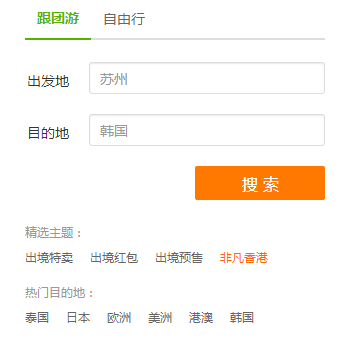 跟团游 自由行
出发地 苏州
目的地 韩国
搜 索
精选主题：
出境特卖 出境红包 出境预售 非凡香港
热门目的地：
泰国 日本 欧洲 美洲 港澳 韩国